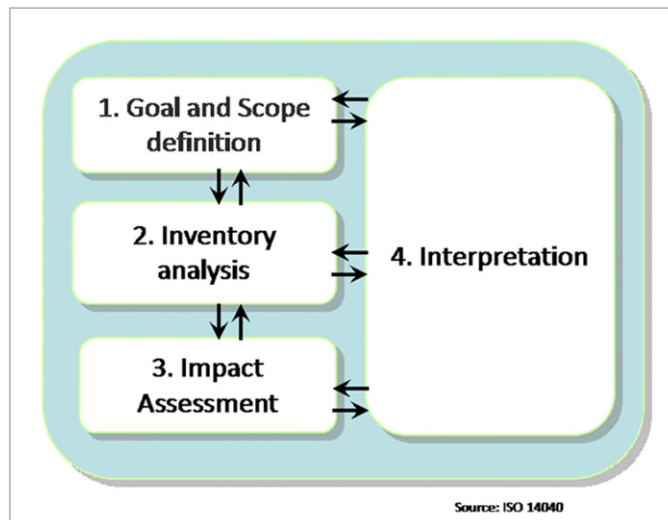 1. Goal and Scope
definition
2. Inventory
analysis
3. Impact
Assessment
4. Interpretation
Source: ISO 14040